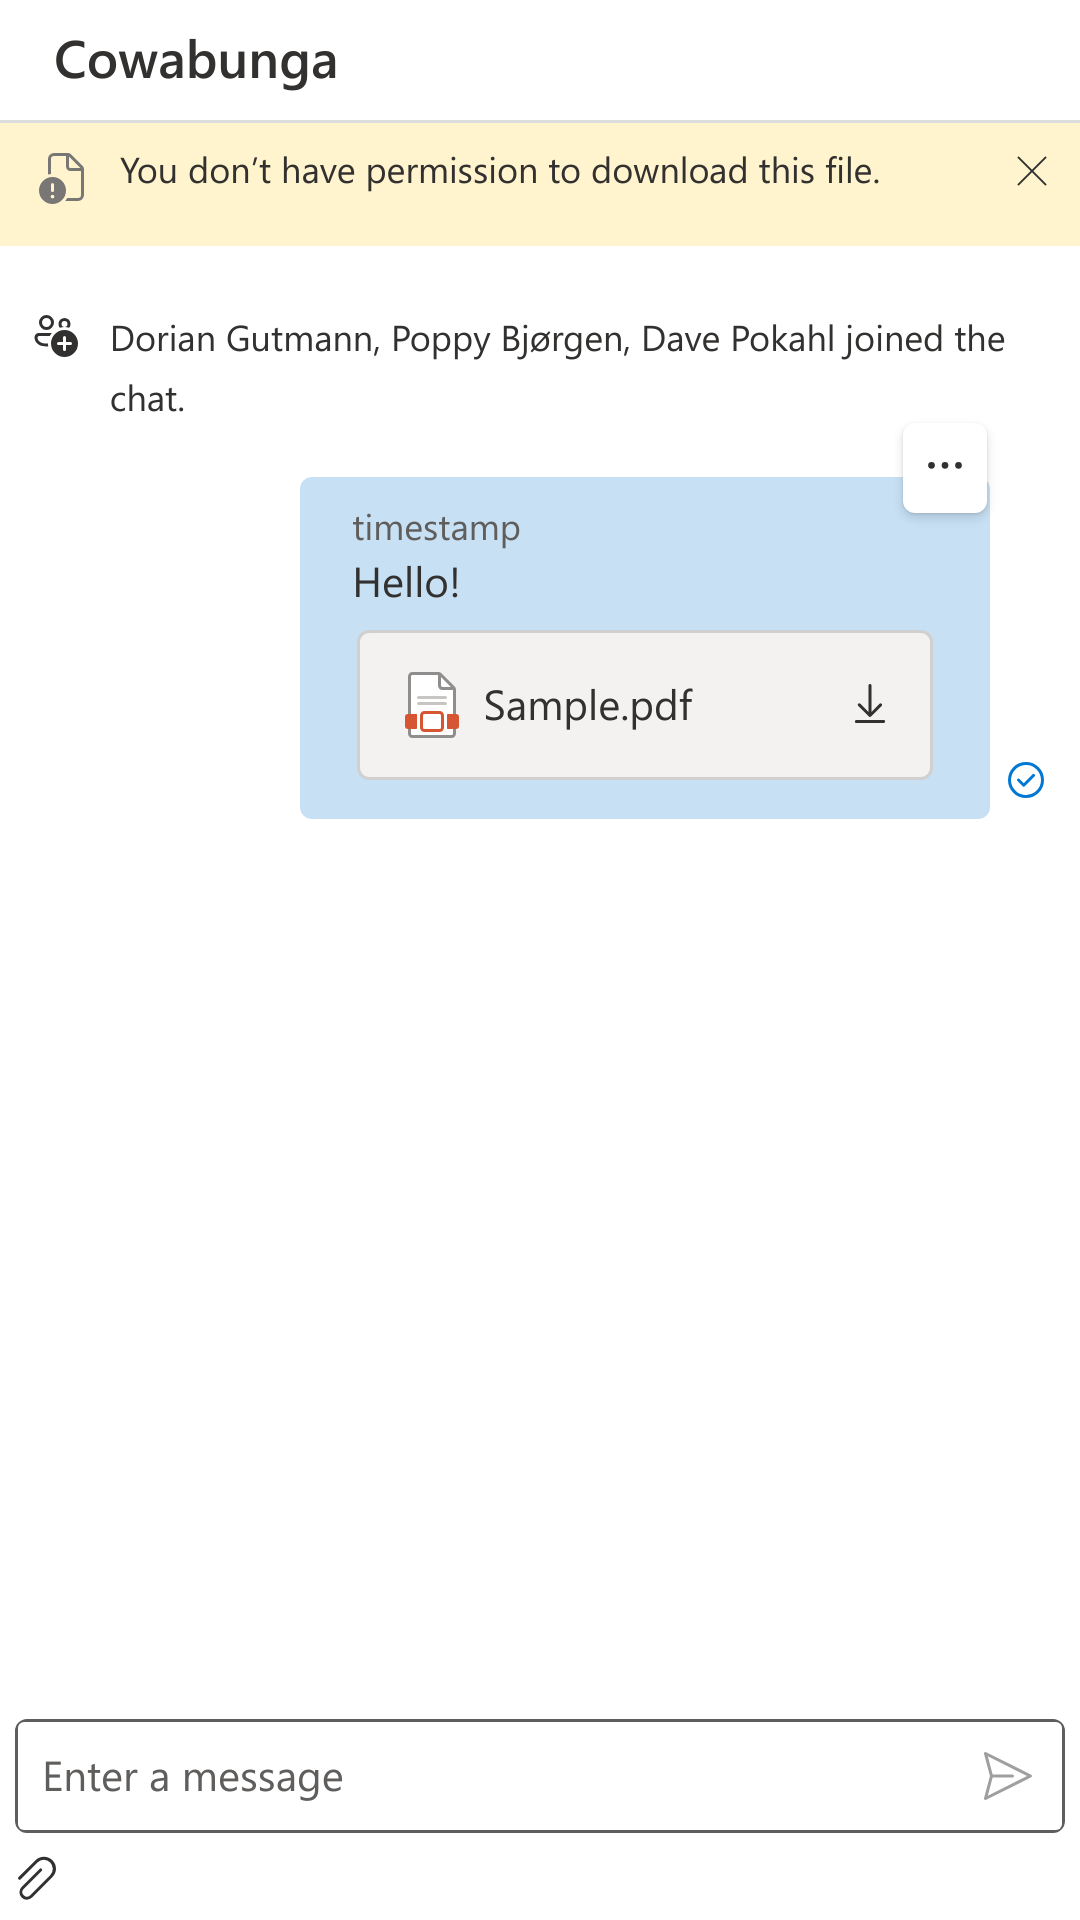 Cowabunga
You don’t have permission to download this file.
Dorian Gutmann, Poppy Bjørgen, Dave Pokahl joined the
chat.
timestamp
Hello!
Sample.pdf
Enter a message